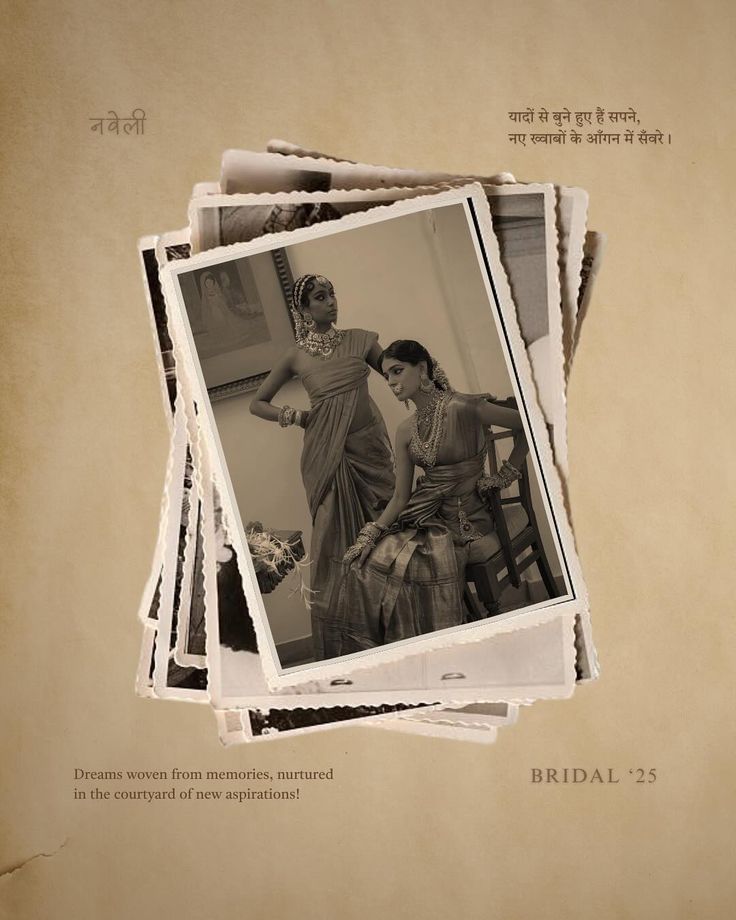 नवेली
यादों से बुने हुए हैं सपने,
नए ख्वाबों के आँगन में सँवरे।
Dreams woven from memories, nurtured
in the courtyard of new aspirations!
BRIDAL ‘25